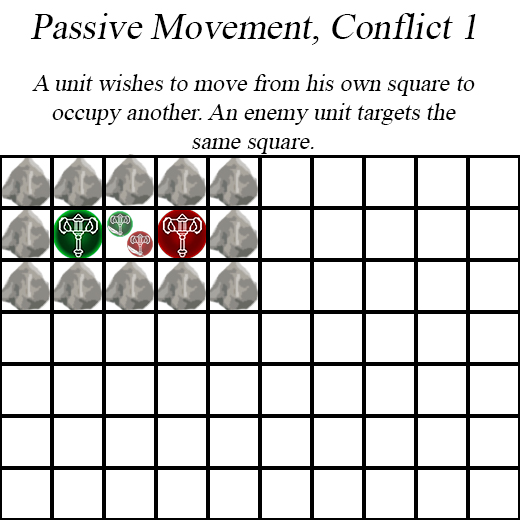 Passive Movement, Conflict 1
A unit wishes to move from his own square to
occupy another. An enemy unit targets the
same square.